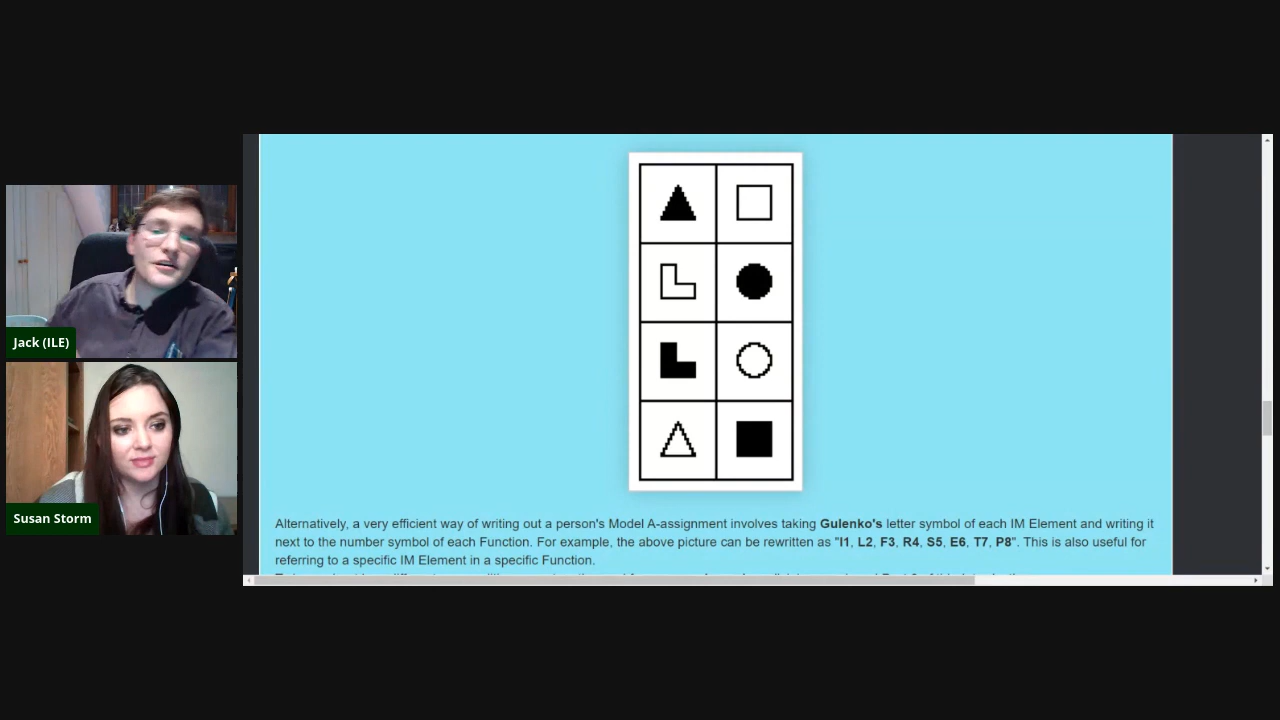 Jack (ILE)
Susan Storm
Alternatively, a very efficient way of writing out a person's Model A-assignment involves taking Gulenko's letter symbol of each IM Element and writing it
next to the number symbol of each Function. For example, the above picture can be rewritten as "I1, L2, F3, R4, S5, E6, T7, P8". This is also useful for
referring to a specific IM Element in a specific Function.